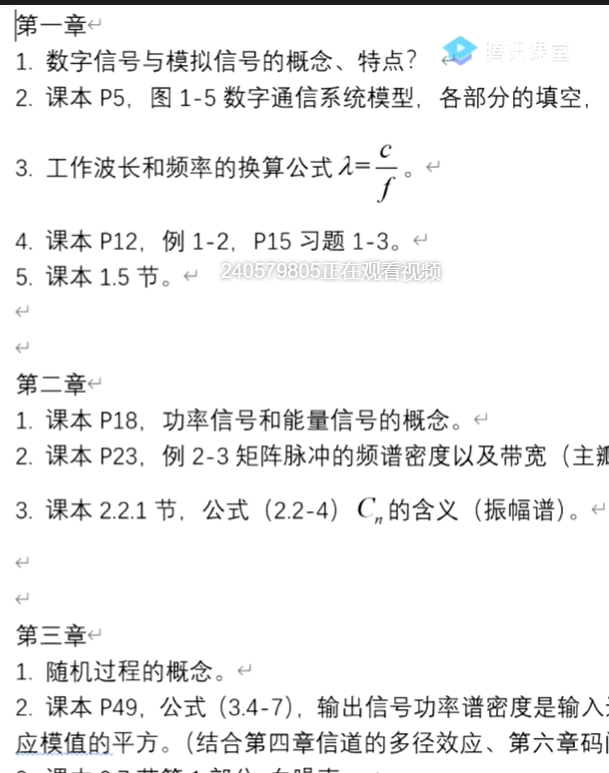 第一章
腾讯课堂
1. 数字信号与模拟信号的概念、特点？
2. 课本 P5，图 1-5 数字通信系统模型，各部分的填空，
3. 工作波长和频率的换算公式 λ=c/f 。
4. 课本 P12，例 1-2，P15 习题 1-3。
5. 课本 1.5 节。
240579805正在观看视频
第二章
1. 课本 P18，功率信号和能量信号的概念。
2. 课本 P23，例 2-3 矩阵脉冲的频谱密度以及带宽（主瓣
3. 课本 2.2.1 节，公式（2.2-4）Cn 的含义（振幅谱）。
第三章
1. 随机过程的概念。
2. 课本 P49，公式（3.4-7），输出信号功率谱密度是输入
应模值的平方。（结合第四章信道的多径效应、第六章码